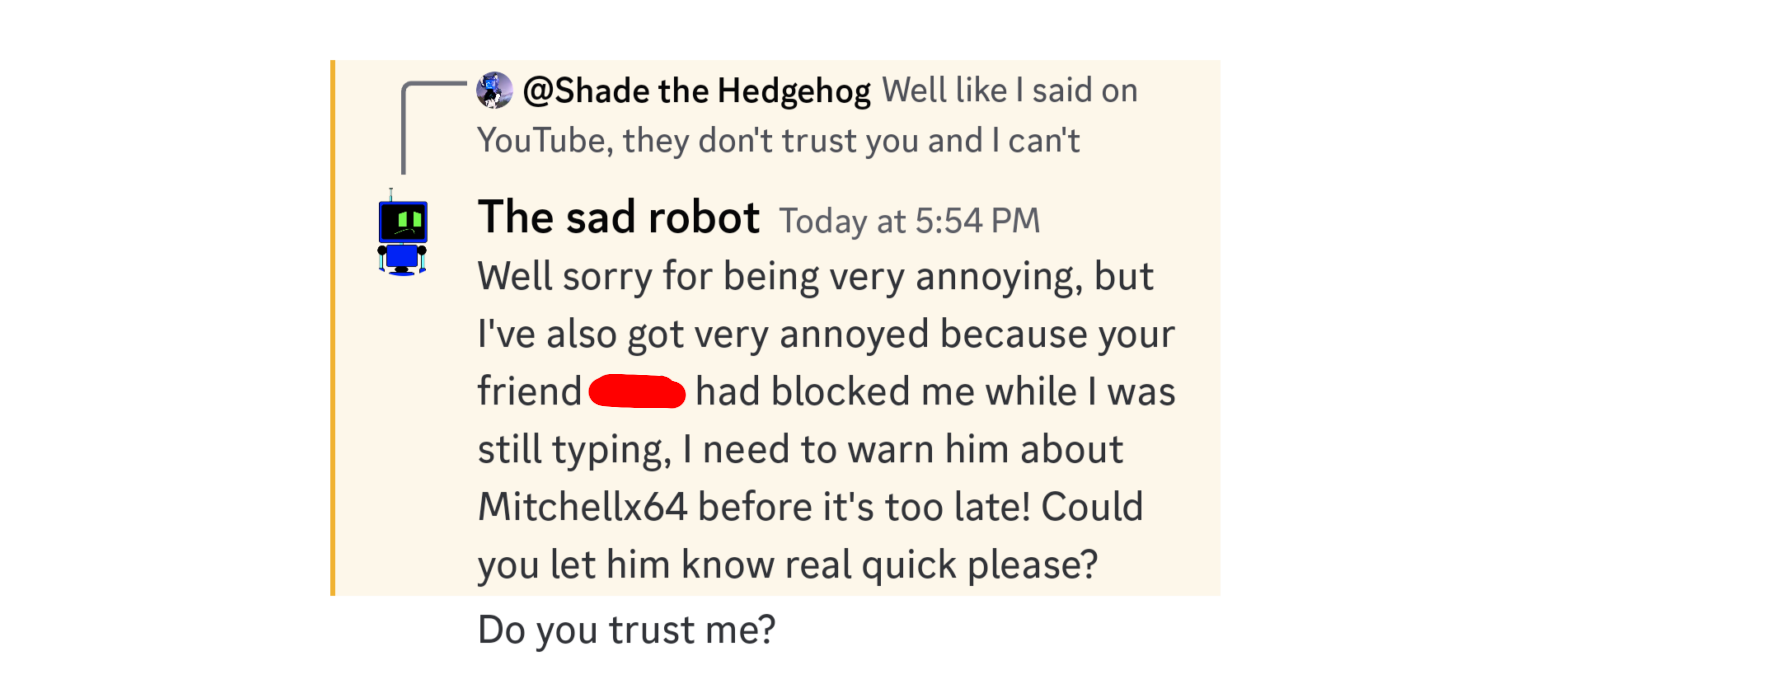 @Shade the Hedgehog Well like I said on
YouTube, they don't trust you and I can't
The sad robot Today at 5:54 PM
Well sorry for being very annoying, but
I've also got very annoyed because your
friend had blocked me while I was
still typing, I need to warn him about
Mitchellx64 before it's too late! Could
you let him know real quick please?
Do you trust me?